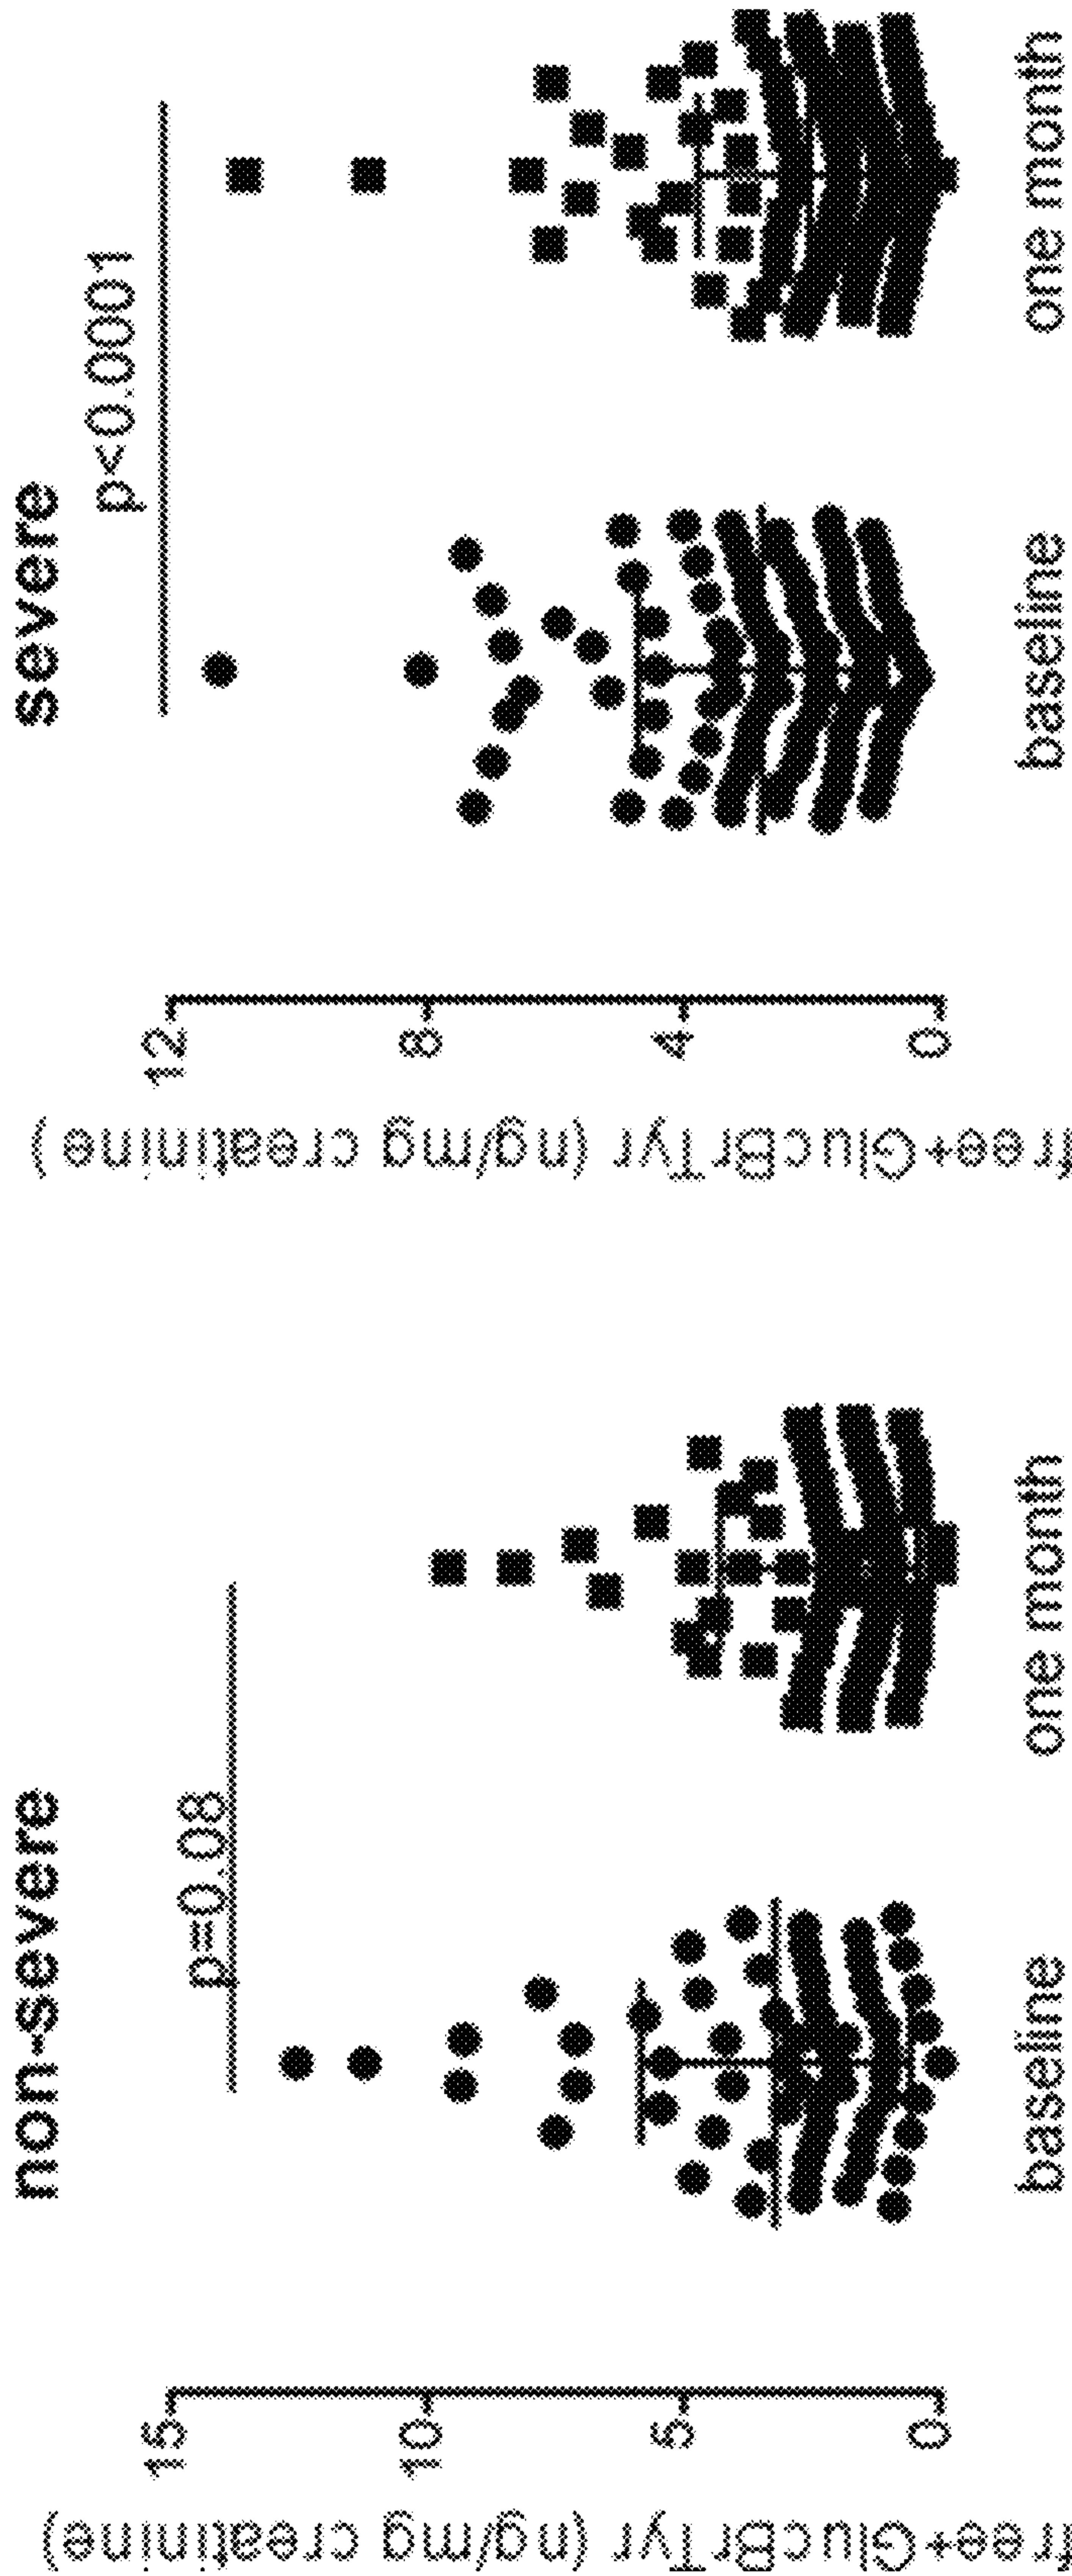 non-severe
p=0.08
15
10
5
0
free+GlucBrTyr (ng/mg creatinine)
baseline
one month
severe
p<0.0001
12
8
4
0
free+GlucBrTyr (ng/mg creatinine )
baseline
one month